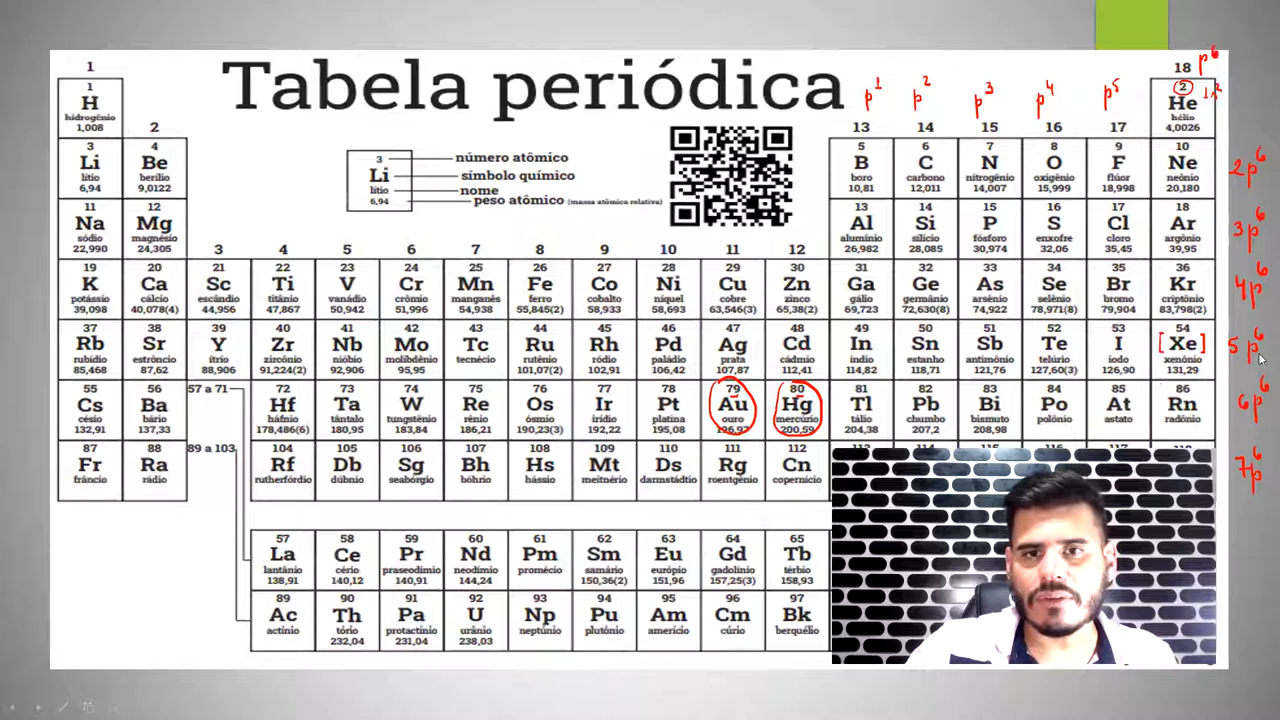 Tabela periódica
1 18 p⁶
1 p¹ p² p³ p⁴ p⁵ 2
H He 1s²
hidrogênio hélio
1,008 2 13 14 15 16 17 4,0026
3 4 5 6 7 8 9 10
Li Be B C N O F Ne 2p⁶
lítio berílio boro carbono nitrogênio oxigênio flúor neônio
6,94 9,0122 10,81 12,011 14,007 15,999 18,998 20,180
3 número atômico
Li símbolo químico
lítio nome
6,94 peso atômico (massa atômica relativa)
11 12 13 14 15 16 17 18
Na Mg Al Si P S Cl Ar 3p⁶
sódio magnésio alumínio silício fósforo enxofre cloro argônio
22,990 24,305 3 4 5 6 7 8 9 10 11 12 26,982 28,085 30,974 32,06 35,45 39,95
19 20 21 22 23 24 25 26 27 28 29 30 31 32 33 34 35 36
K Ca Sc Ti V Cr Mn Fe Co Ni Cu Zn Ga Ge As Se Br Kr 4p⁶
potássio cálcio escândio titânio vanádio crômio manganês ferro cobalto níquel cobre zinco gálio germânio arsênio selênio bromo criptônio
39,098 40,078(4) 44,956 47,867 50,942 51,996 54,938 55,845(2) 58,933 58,693 63,546(3) 65,38(2) 69,723 72,630(8) 74,922 78,971(8) 79,904 83,798(2)
37 38 39 40 41 42 43 44 45 46 47 48 49 50 51 52 53 54
Rb Sr Y Zr Nb Mo Tc Ru Rh Pd Ag Cd In Sn Sb Te I [Xe] 5p⁶
rubídio estrôncio ítrio zircônio nióbio molibdênio tecnécio rutênio ródio paládio prata cádmio índio estanho antimônio telúrio iodo xenônio
85,468 87,62 88,906 91,224(2) 92,906 95,95 101,07(2) 102,91 106,42 107,87 112,41 114,82 118,71 121,76 127,60(3) 126,90 131,29
55 56 57 a 71 72 73 74 75 76 77 78 79 80 81 82 83 84 85 86
Cs Ba Hf Ta W Re Os Ir Pt Au Hg Tl Pb Bi Po At Rn 6p⁶
césio bário háfnio tântalo tungstênio rênio ósmio irídio platina ouro mercúrio tálio chumbo bismuto polônio astato radônio
132,91 137,33 178,486(6) 180,95 183,84 186,21 190,23(3) 192,22 195,08 196,97 200,59 204,38 207,2 208,98
87 88 89 a 103 104 105 106 107 108 109 110 111 112
Fr Ra Rf Db Sg Bh Hs Mt Ds Rg Cn 7p⁶
frâncio rádio rutherfórdio dúbnio seabórgio bóhrio hássio meitnério darmstádtio roentgênio copernício
57 58 59 60 61 62 63 64 65
La Ce Pr Nd Pm Sm Eu Gd Tb
lantânio cério praseodímio neodímio promécio samário európio gadolínio térbio
138,91 140,12 140,91 144,24 150,36(2) 151,96 157,25(3) 158,93
89 90 91 92 93 94 95 96 97
Ac Th Pa U Np Pu Am Cm Bk
actínio tório protactínio urânio neptúnio plutônio amerício cúrio berquélio
232,04 231,04 238,03